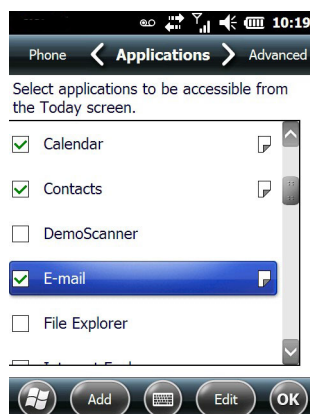 10:19
Phone Applications Advanced
Select applications to be accessible from
the Today screen.
Calendar
Contacts
DemoScanner
E-mail
File Explorer
Add Edit OK